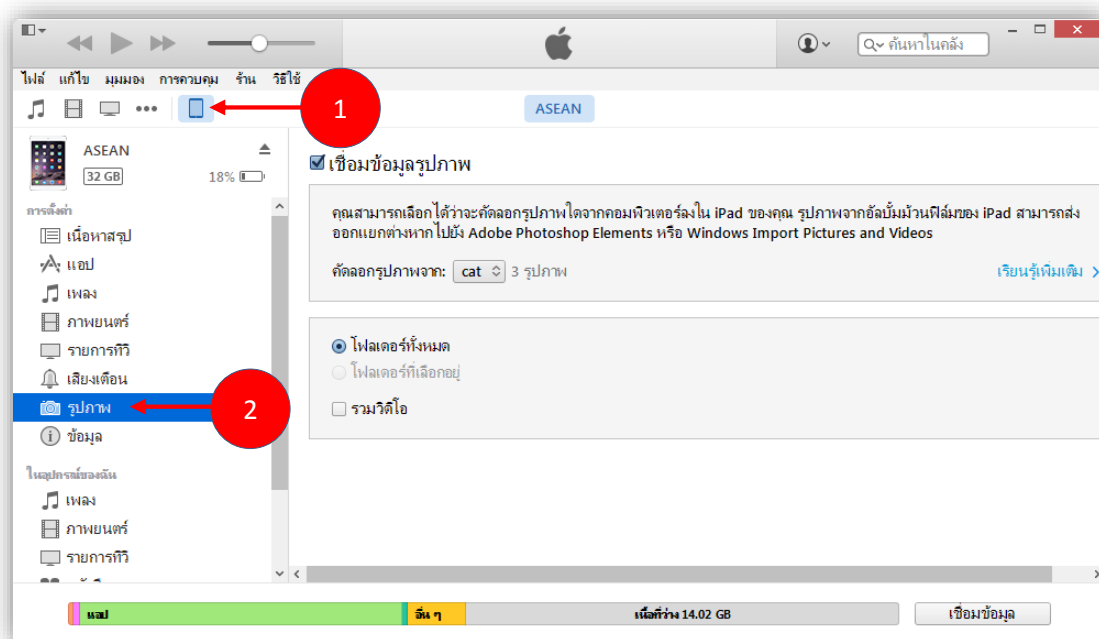 ค้นหาในคลัง
ไฟล์ แก้ไข มุมมอง การควบคุม ร้าน วิธีใช้
1
ASEAN
ASEAN
32 GB
18%
การตั้งค่า
เนื้อหาสรุป
แอป
เพลง
ภาพยนตร์
รายการทีวี
เสียงเตือน
รูปภาพ
2
ข้อมูล
ในอุปกรณ์ของฉัน
เพลง
ภาพยนตร์
รายการทีวี
เชื่อมข้อมูลรูปภาพ
คุณสามารถเลือกได้ว่าจะคัดลอกรูปภาพใดจากคอมพิวเตอร์ลงใน iPad ของคุณ รูปภาพจากอัลบั้มม้วนฟิล์มของ iPad สามารถส่ง
ออกแยกต่างหากไปยัง Adobe Photoshop Elements หรือ Windows Import Pictures and Videos
คัดลอกรูปภาพจาก: cat 3 รูปภาพ
เรียนรู้เพิ่มเติม
โฟลเดอร์ทั้งหมด
โฟลเดอร์ที่เลือกอยู่
รวมวิดีโอ
แอป
อื่น ๆ
เนื้อที่ว่าง 14.02 GB
เชื่อมข้อมูล